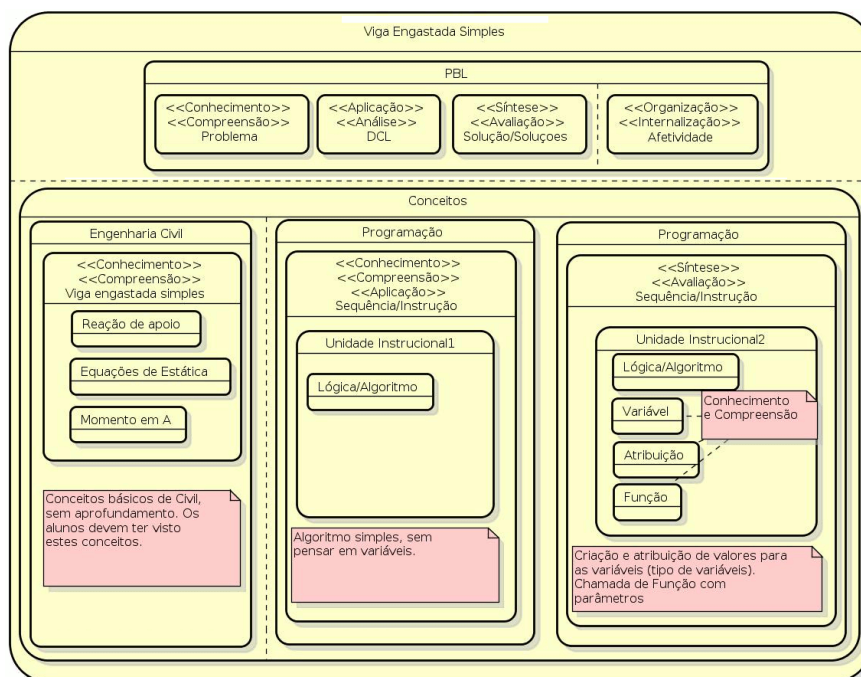 Viga Engastada Simples
PBL
<<Conhecimento>>
<<Compreensão>>
Problema
<<Aplicação>>
<<Análise>>
DCL
<<Síntese>>
<<Avaliação>>
Solução/Soluçoes
<<Organização>>
<<Internalização>>
Afetividade
Conceitos
Engenharia Civil
<<Conhecimento>>
<<Compreensão>>
Viga engastada simples
Reação de apoio
Equações de Estática
Momento em A
Conceitos básicos de Civil,
sem aprofundamento. Os
alunos devem ter visto
estes conceitos.
Programação
<<Conhecimento>>
<<Compreensão>>
<<Aplicação>>
Sequência/Instrução
Unidade Instrucional1
Lógica/Algoritmo
Algoritmo simples, sem
pensar em variáveis.
Programação
<<Síntese>>
<<Avaliação>>
Sequência/Instrução
Unidade Instrucional2
Lógica/Algoritmo
Variável
Conhecimento
e Compreensão
Atribuição
Função
Criação e atribuição de valores para
as variáveis (tipo de variáveis).
Chamada de Função com
parâmetros